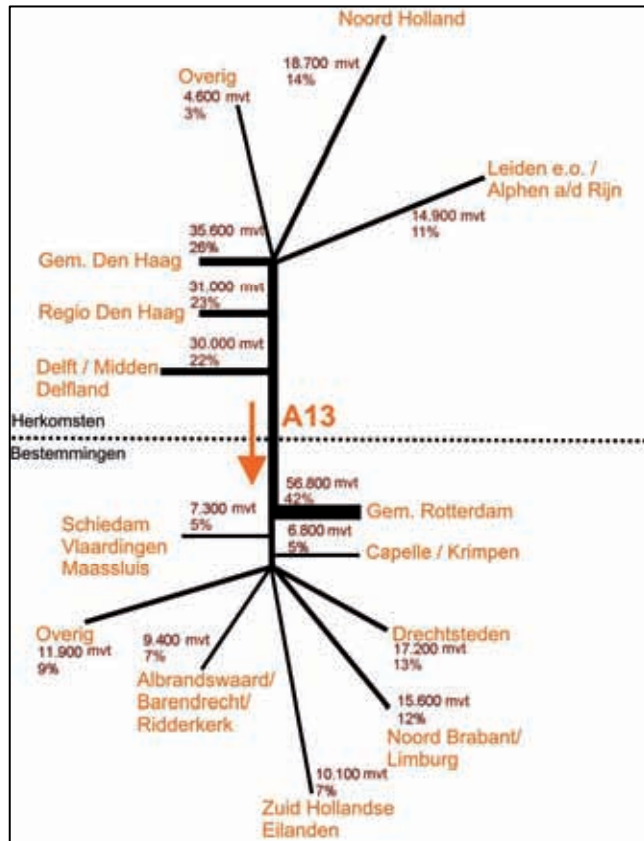 Noord Holland
18.700 mvt
14%
Overig
4.600 mvt
3%
Leiden e.o. /
Alphen a/d Rijn
14.900 mvt
11%
35.600 mvt
26%
Gem. Den Haag
31.000 mvt
23%
Regio Den Haag
30.000 mvt
22%
Delft / Midden
Delfland
A13
Herkomsten
Bestemmingen
56.800 mvt
42%
Gem. Rotterdam
7.300 mvt
5%
Schiedam
Vlaardingen
Maassluis
6.800 mvt
5%
Capelle / Krimpen
Overig
11.900 mvt
9%
9.400 mvt
7%
Albrandswaard/
Barendrecht/
Ridderkerk
Drechtsteden
17.200 mvt
13%
15.600 mvt
12%
Noord Brabant/
Limburg
10.100 mvt
7%
Zuid Hollandse
Eilanden